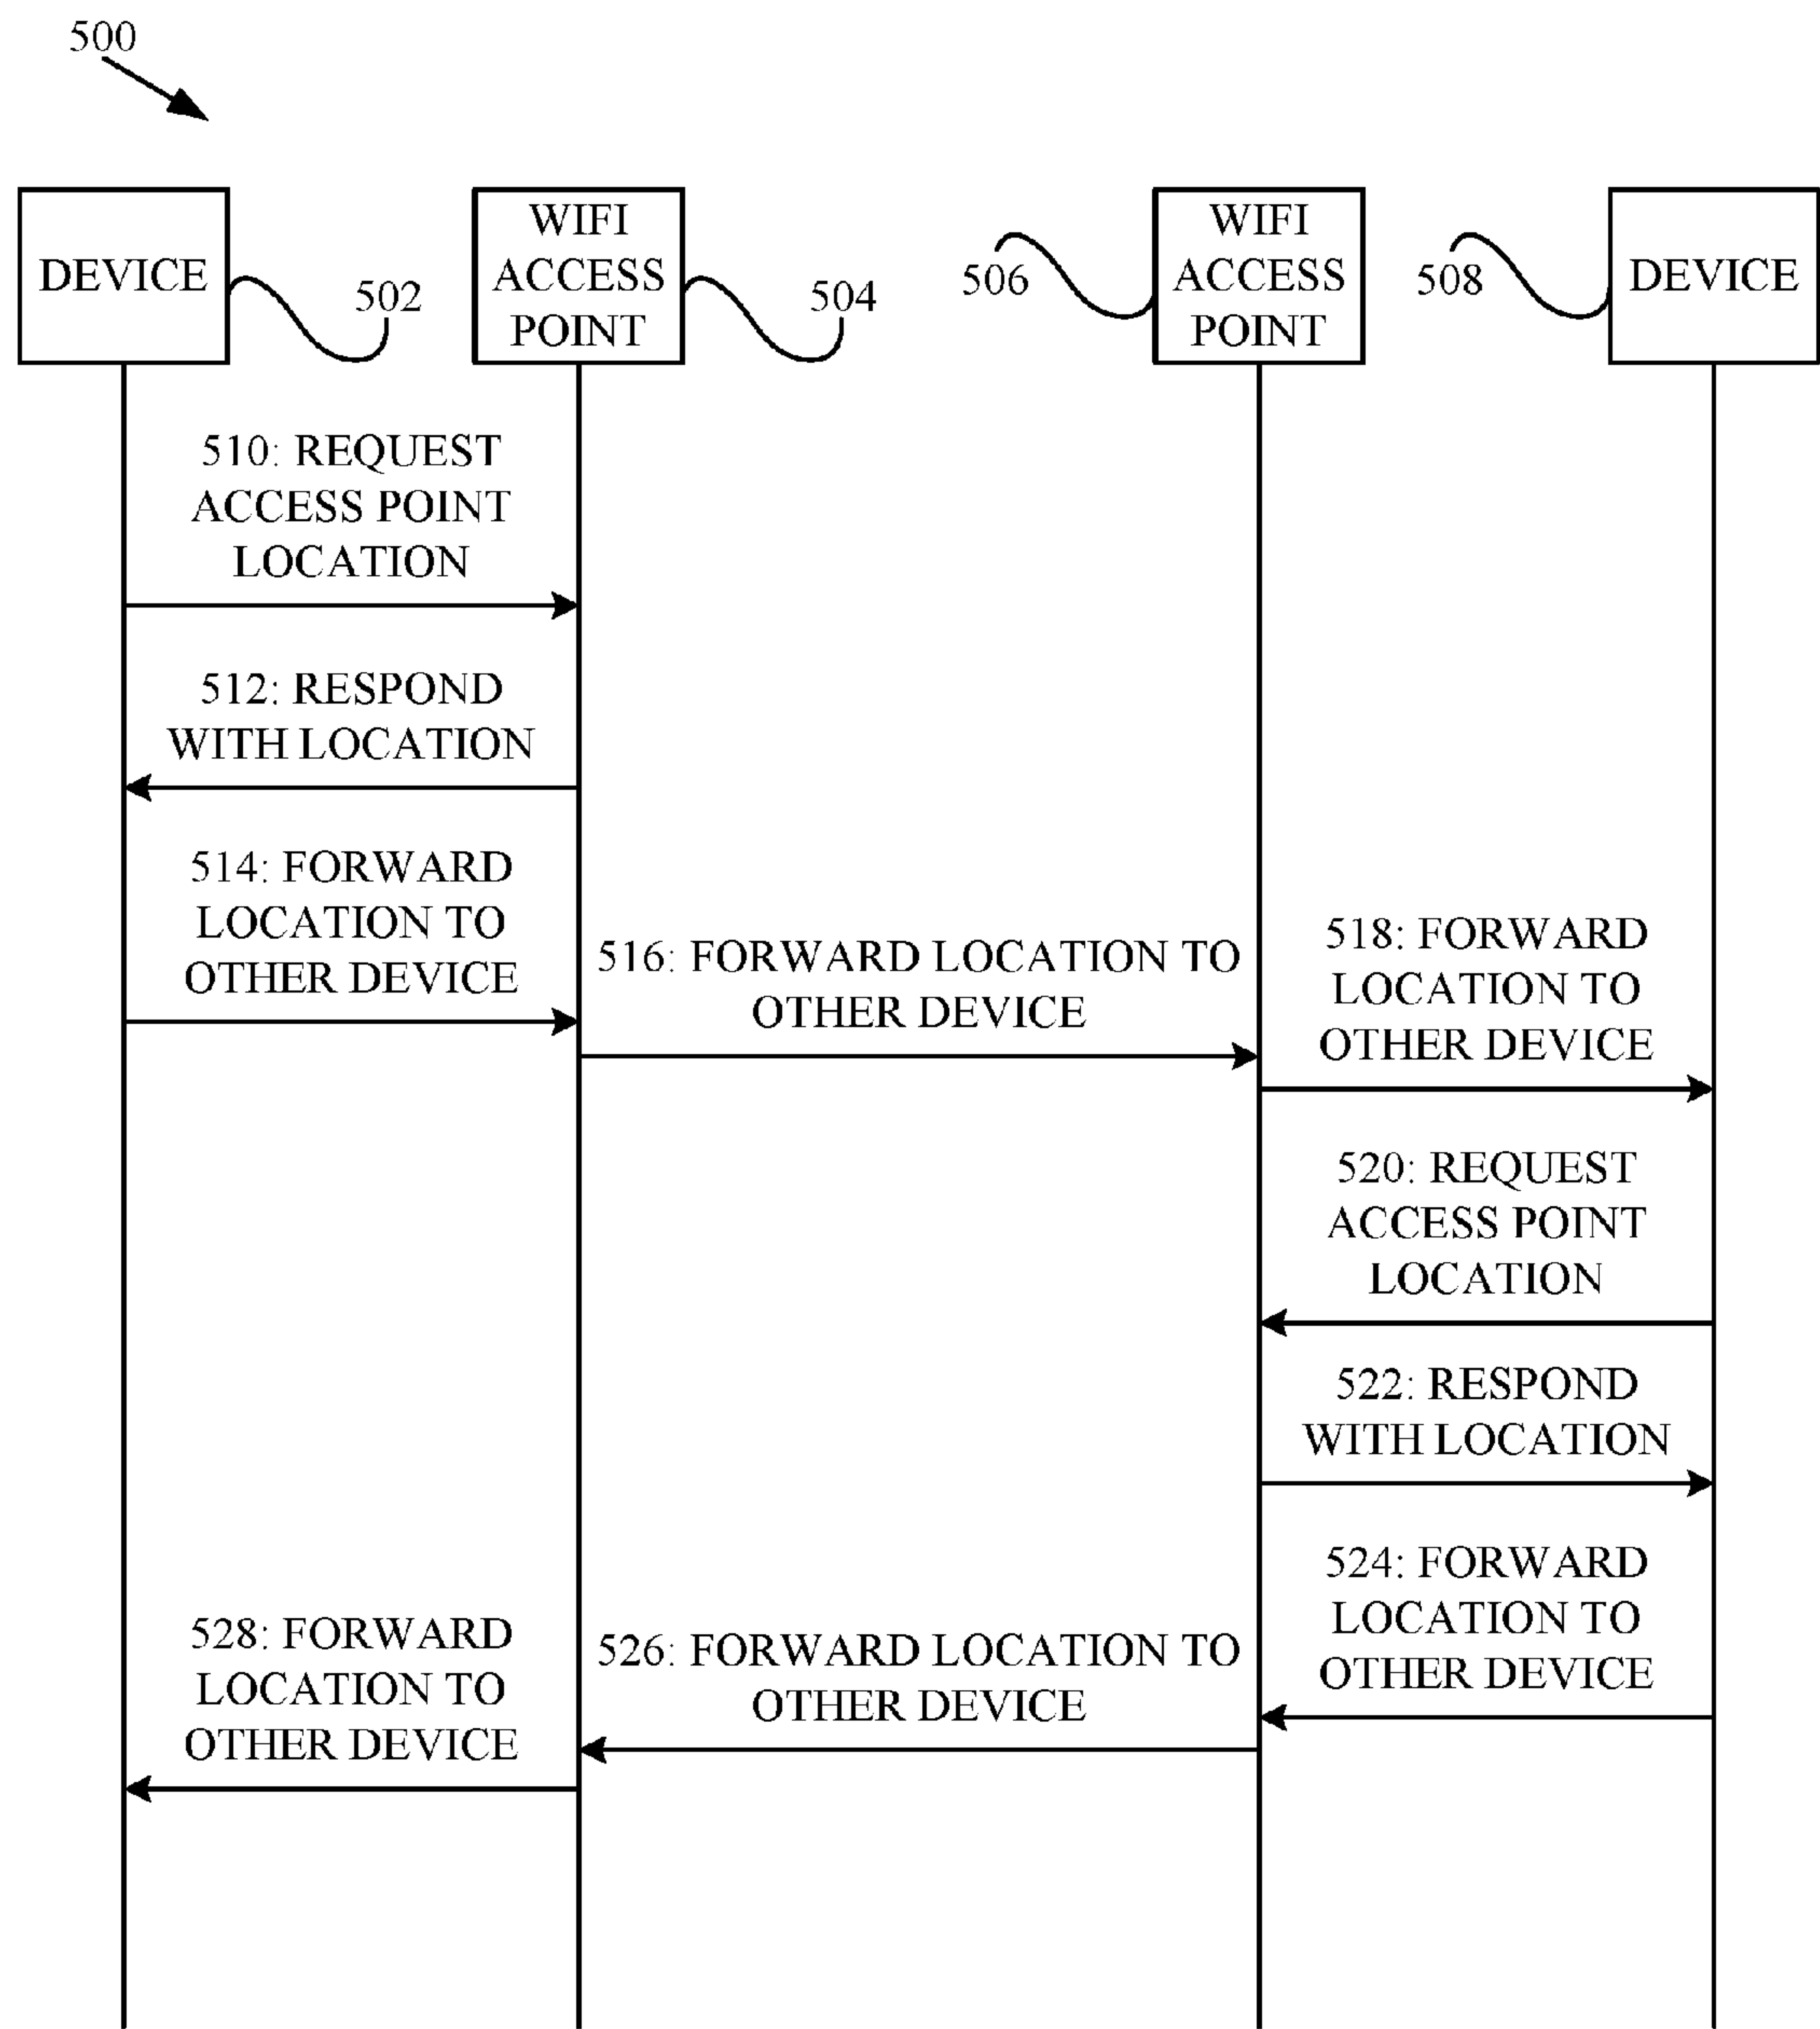 500
DEVICE
502
WIFI
ACCESS
POINT
504
506
WIFI
ACCESS
POINT
508
DEVICE
510: REQUEST
ACCESS POINT
LOCATION
512: RESPOND
WITH LOCATION
514: FORWARD
LOCATION TO
OTHER DEVICE
516: FORWARD LOCATION TO
OTHER DEVICE
518: FORWARD
LOCATION TO
OTHER DEVICE
520: REQUEST
ACCESS POINT
LOCATION
522: RESPOND
WITH LOCATION
524: FORWARD
LOCATION TO
OTHER DEVICE
526: FORWARD LOCATION TO
OTHER DEVICE
528: FORWARD
LOCATION TO
OTHER DEVICE